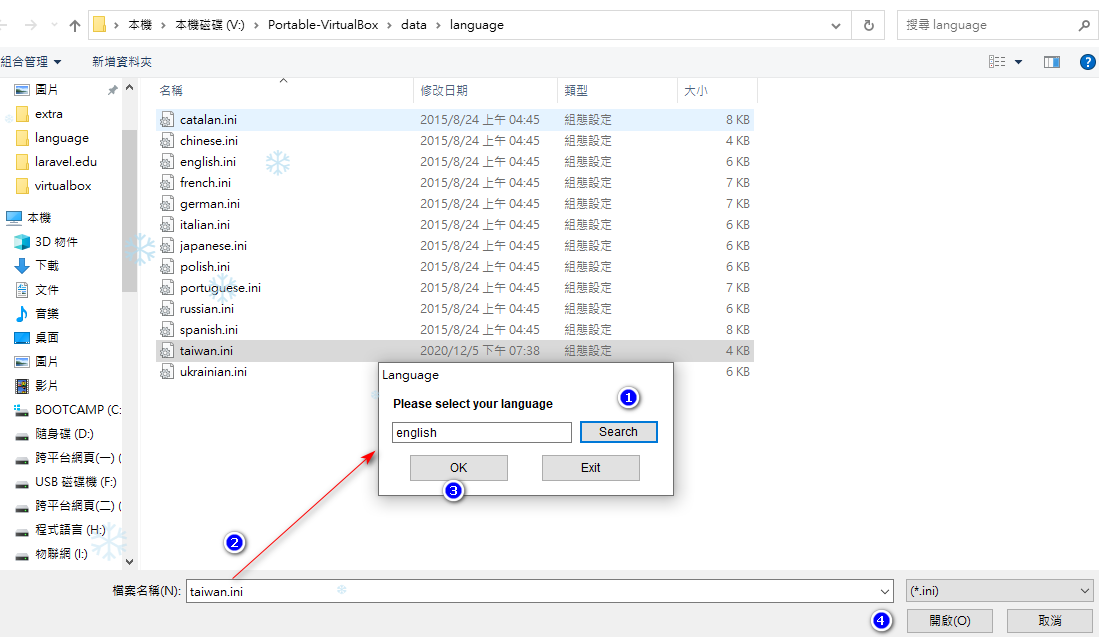 本機 本機磁碟 (V:) Portable-VirtualBox data language
搜尋 language
組合管理 新增資料夾
圖片
extra
language
laravel.edu
virtualbox
本機
3D 物件
下載
文件
音樂
桌面
圖片
影片
BOOTCAMP (C:
隨身碟 (D:)
跨平台網頁(一) (
USB 磁碟機 (F:)
跨平台網頁(二) (
程式語言 (H:)
物聯網 (I:)
名稱 修改日期 類型 大小
catalan.ini 2015/8/24 上午 04:45 組態設定 8 KB
chinese.ini 2015/8/24 上午 04:45 組態設定 4 KB
english.ini 2015/8/24 上午 04:45 組態設定 6 KB
french.ini 2015/8/24 上午 04:45 組態設定 7 KB
german.ini 2015/8/24 上午 04:45 組態設定 7 KB
italian.ini 2015/8/24 上午 04:45 組態設定 6 KB
japanese.ini 2015/8/24 上午 04:45 組態設定 6 KB
polish.ini 2015/8/24 上午 04:45 組態設定 6 KB
portuguese.ini 2015/8/24 上午 04:45 組態設定 7 KB
russian.ini 2015/8/24 上午 04:45 組態設定 6 KB
spanish.ini 2015/8/24 上午 04:45 組態設定 8 KB
taiwan.ini 2020/12/5 下午 07:38 組態設定 4 KB
ukrainian.ini 6 KB
Language
Please select your language
1
english Search
OK Exit
3
2
檔案名稱(N): taiwan.ini (*.ini)
4
開啟(O) 取消